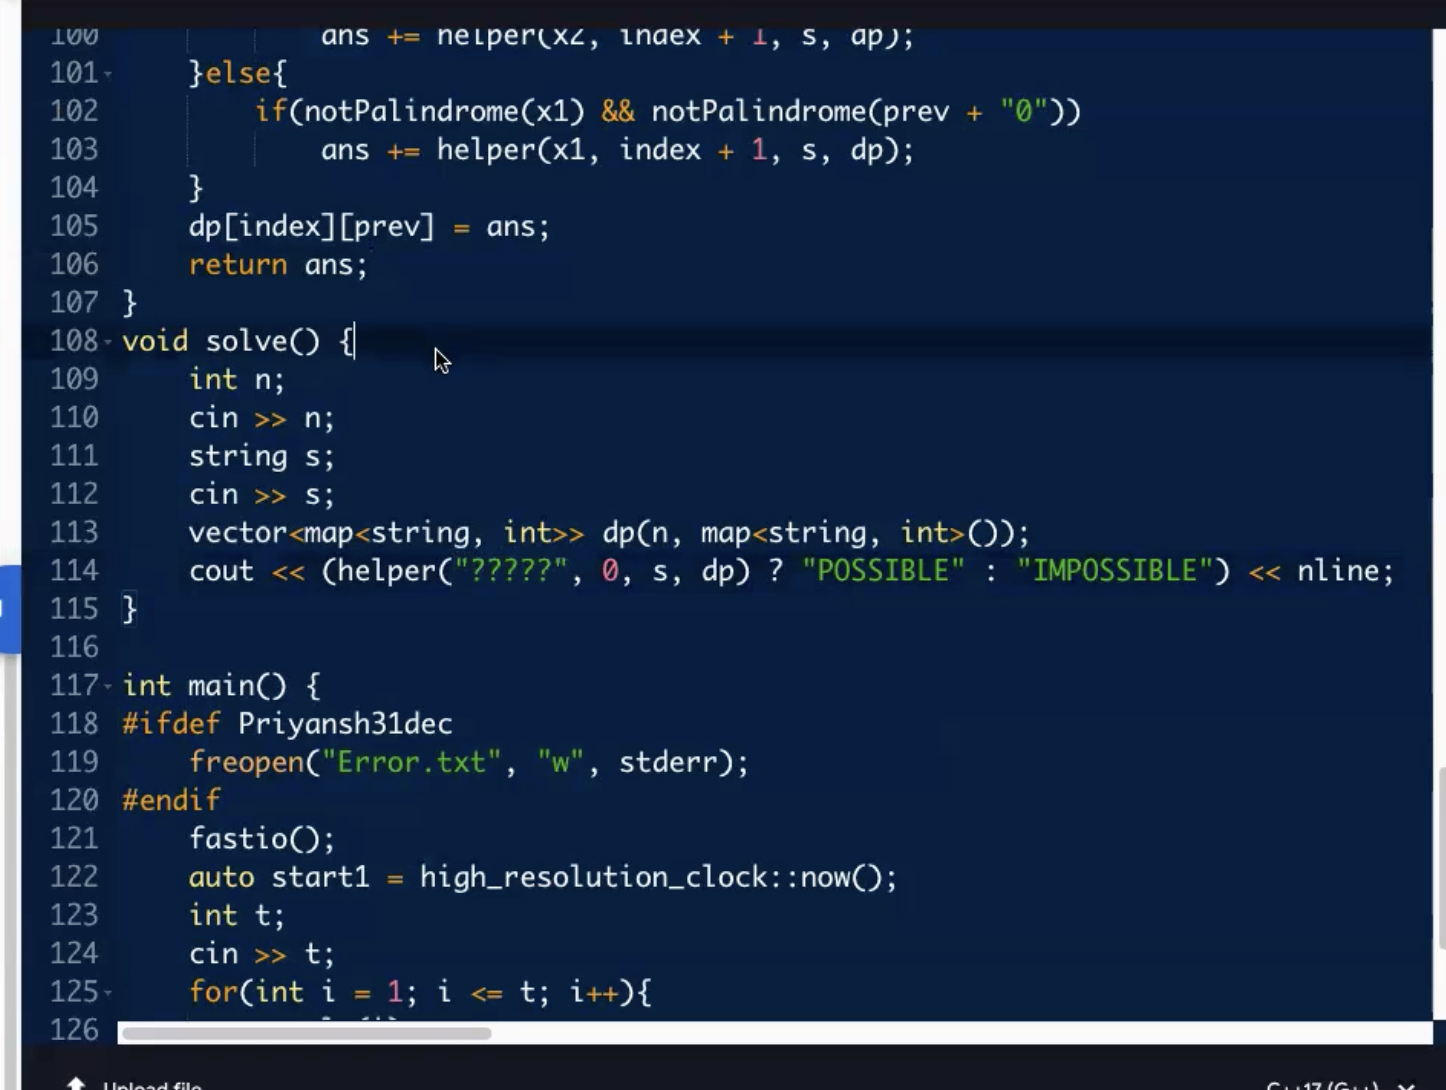 100 ans += helper(x2, index + 1, s, dp);
101 }else{
102 if(notPalindrome(x1) && notPalindrome(prev + "0"))
103 ans += helper(x1, index + 1, s, dp);
104 }
105 dp[index][prev] = ans;
106 return ans;
107 }
108 void solve() {
109 int n;
110 cin >> n;
111 string s;
112 cin >> s;
113 vector<map<string, int>> dp(n, map<string, int>());
114 cout << (helper("?????", 0, s, dp) ? "POSSIBLE" : "IMPOSSIBLE") << nline;
115 }
116
117 int main() {
118 #ifdef Priyansh31dec
119 freopen("Error.txt", "w", stderr);
120 #endif
121 fastio();
122 auto start1 = high_resolution_clock::now();
123 int t;
124 cin >> t;
125 for(int i = 1; i <= t; i++){
126
Upload file
C++17 (G++)